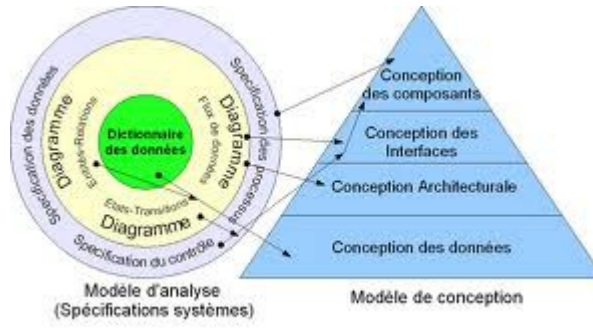 Spécification des données
Diagramme
Entités-Relations
Dictionnaire
des données
Flux de données
Diagramme
Spécification des processus
Etats-Transitions
Diagramme
Spécification du contrôle
Modèle d'analyse
(Spécifications systèmes)
Conception
des composants
Conception des
Interfaces
Conception Architecturale
Conception des données
Modèle de conception